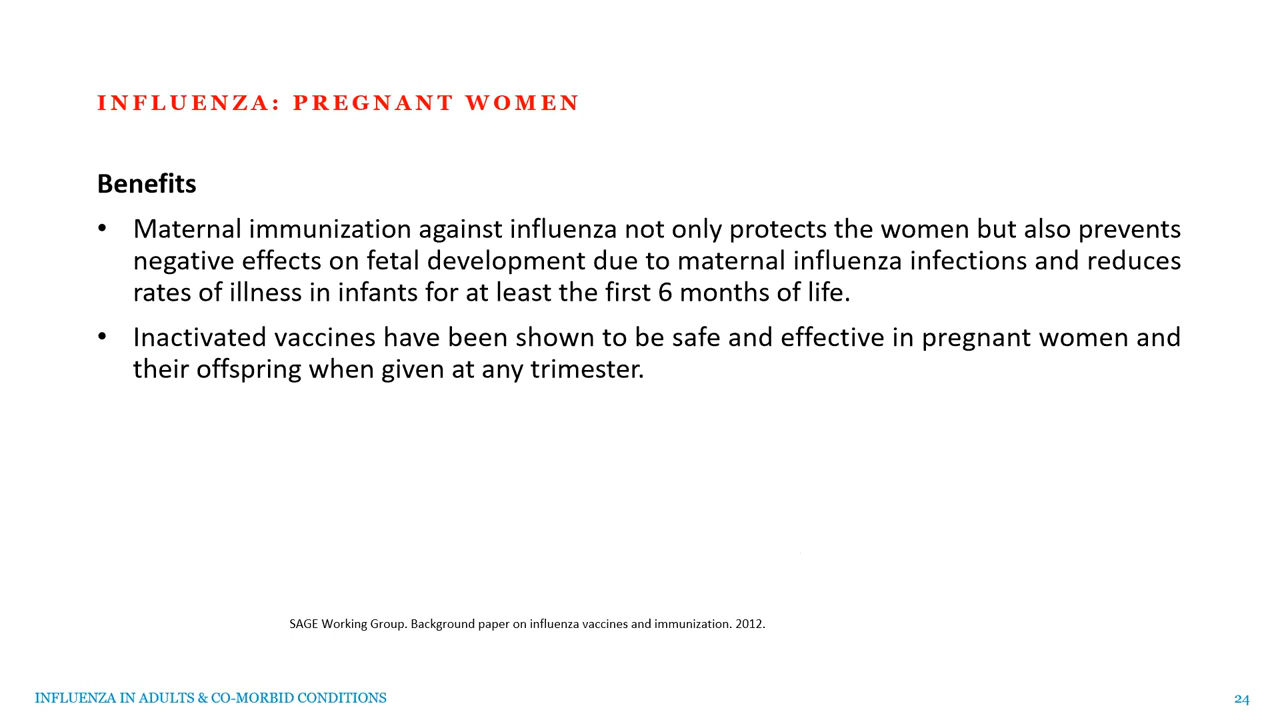 INFLUENZA: PREGNANT WOMEN
Benefits
• Maternal immunization against influenza not only protects the women but also prevents
negative effects on fetal development due to maternal influenza infections and reduces
rates of illness in infants for at least the first 6 months of life.
• Inactivated vaccines have been shown to be safe and effective in pregnant women and
their offspring when given at any trimester.
SAGE Working Group. Background paper on influenza vaccines and immunization. 2012.
INFLUENZA IN ADULTS & CO-MORBID CONDITIONS
24